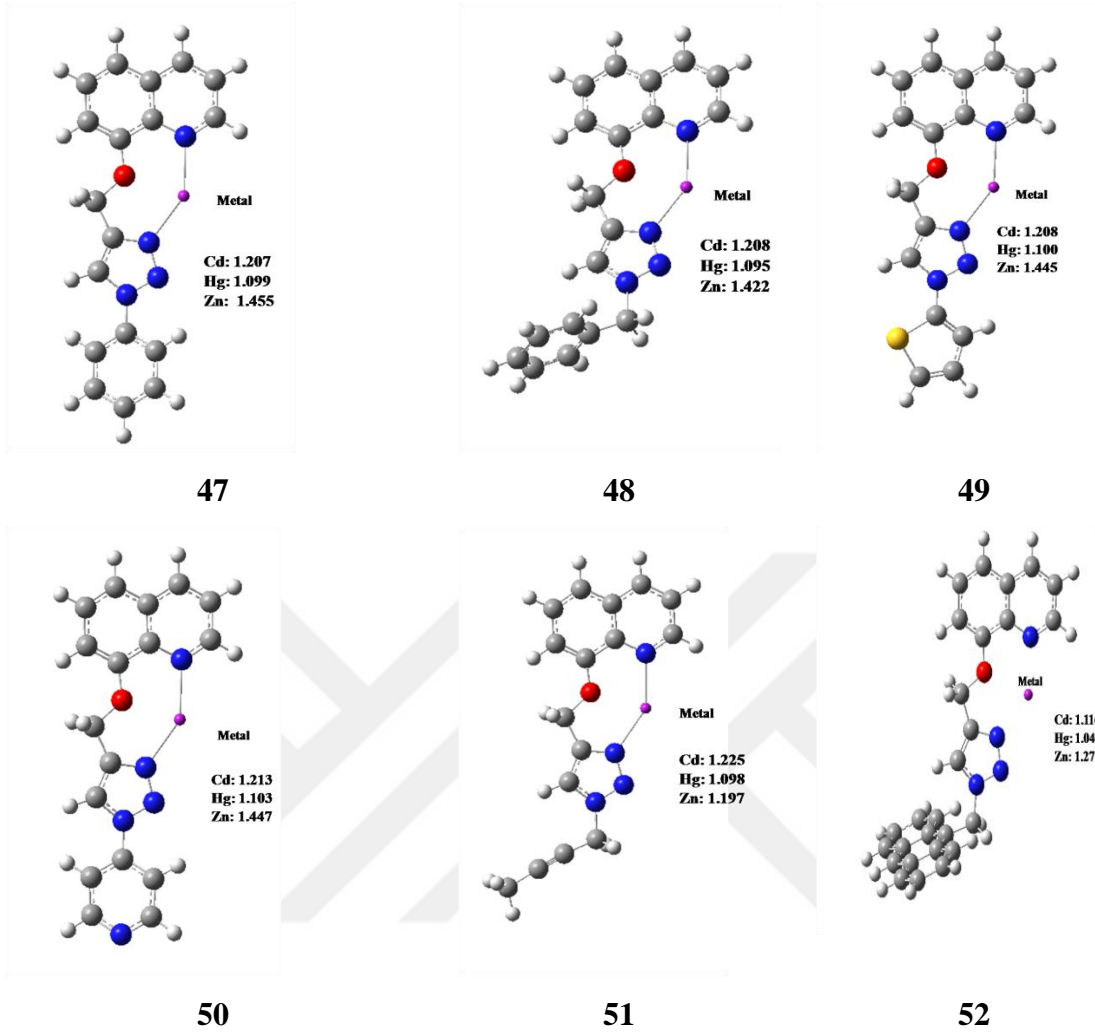 Metal
Cd: 1.207
Hg: 1.099
Zn: 1.455
47
Metal
Cd: 1.208
Hg: 1.095
Zn: 1.422
48
Metal
Cd: 1.208
Hg: 1.100
Zn: 1.445
49
Metal
Cd: 1.213
Hg: 1.103
Zn: 1.447
50
Metal
Cd: 1.225
Hg: 1.098
Zn: 1.197
51
Metal
Cd:
Hg:
Zn:
52